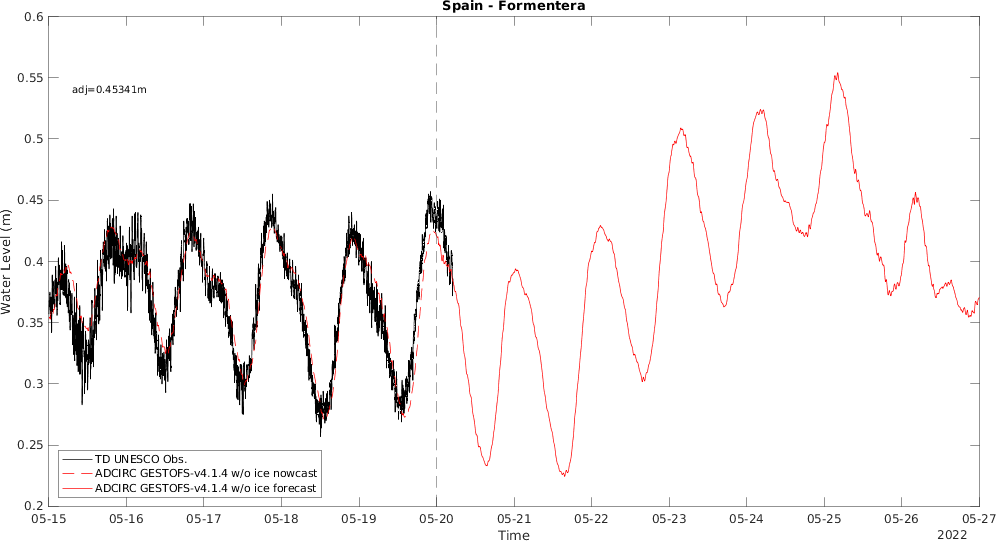 Spain - Formentera
0.6
0.55
0.5
0.45
0.4
0.35
0.3
0.25
0.2
Water Level (m)
adj=0.45341m
TD UNESCO Obs.
ADCIRC GESTOFS-v4.1.4 w/o ice nowcast
ADCIRC GESTOFS-v4.1.4 w/o ice forecast
05-15 05-16 05-17 05-18 05-19 05-20 05-21 05-22 05-23 05-24 05-25 05-26 05-27
Time
2022